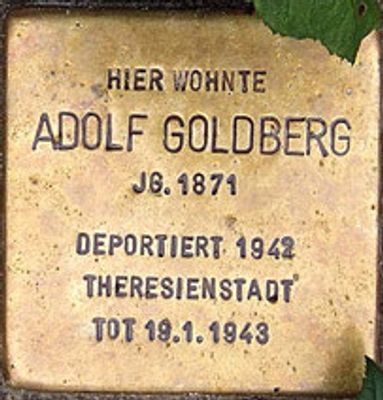 HIER WOHNTE
ADOLF GOLDBERG
JG. 1871
DEPORTIERT 1942
THERESIENSTADT
TOT 19.1.1943